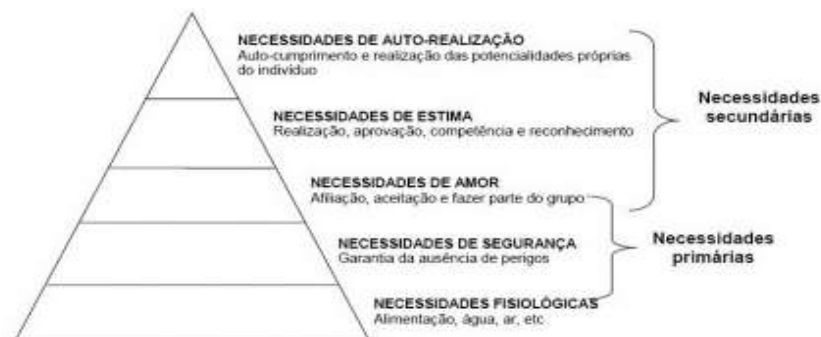 NECESSIDADES DE AUTO-REALIZAÇÃO
Auto-cumprimento e realização das potencialidades próprias
do indivíduo
NECESSIDADES DE ESTIMA
Realização, aprovação, competência e reconhecimento
Necessidades
secundárias
NECESSIDADES DE AMOR
Afiliação, aceitação e fazer parte do grupo
NECESSIDADES DE SEGURANÇA
Garantia da ausência de perigos
Necessidades
primárias
NECESSIDADES FISIOLÓGICAS
Alimentação, água, ar, etc